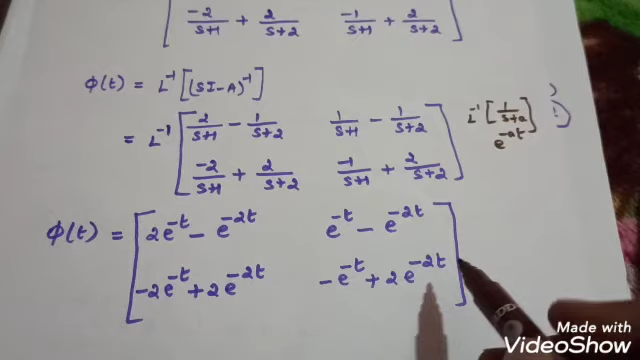 -2/s+1 + 2/s+2   -1/s+1 + 2/s+2
ϕ(t) = L⁻¹[(SI-A)⁻¹]
= L⁻¹ [ 2/s+1 - 1/s+2   1/s+1 - 1/s+2
-2/s+1 + 2/s+2   -1/s+1 + 2/s+2 ]
L⁻¹[1/s+a]
e^-at
ϕ(t) = [ 2e^-t - e^-2t   e^-t - e^-2t
-2e^-t + 2e^-2t   -e^-t + 2e^-2t ]
Made with
VideoShow